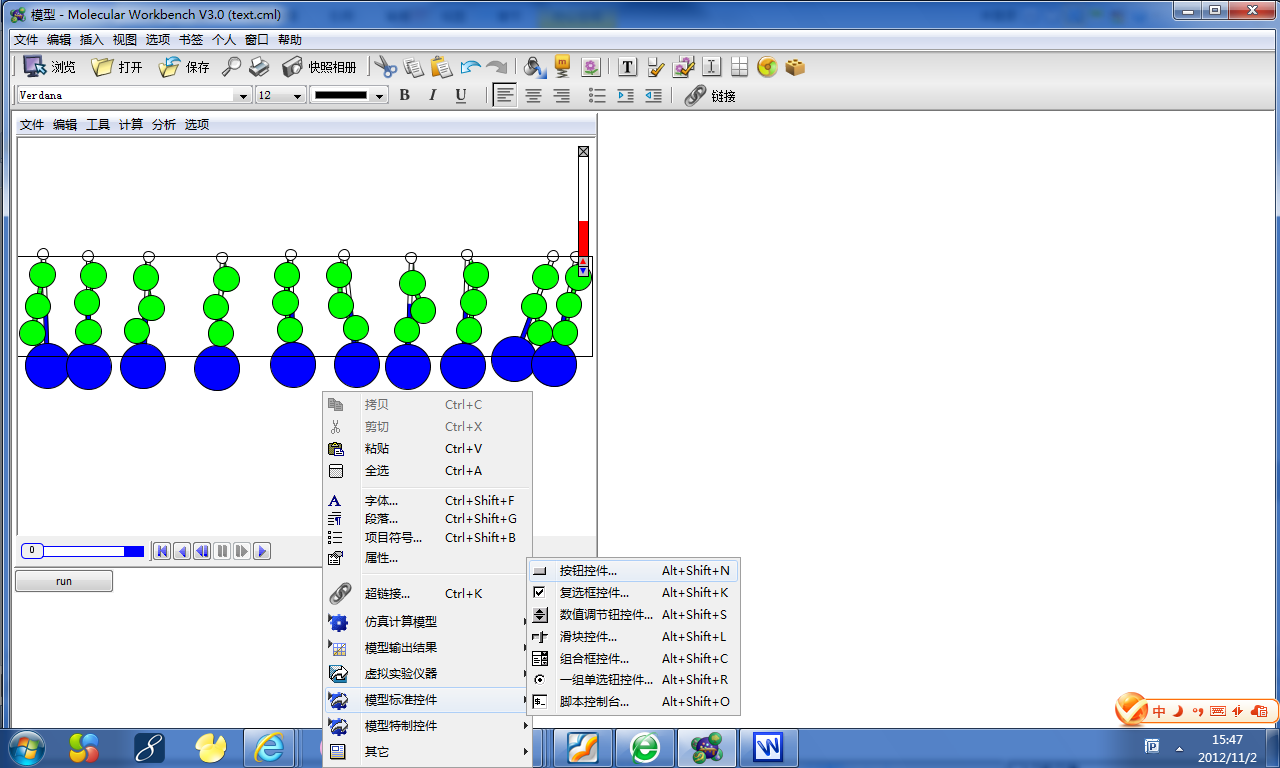 模型 - Molecular Workbench V3.0 (text.cml)
文件 编辑 插入 视图 选项 书签 个人 窗口 帮助
浏览 打开 保存 快照相册
Verdana 12 B I U 链接
文件 编辑 工具 计算 分析 选项
拷贝 Ctrl+C
剪切 Ctrl+X
粘贴 Ctrl+V
全选 Ctrl+A
字体... Ctrl+Shift+F
段落... Ctrl+Shift+G
项目符号... Ctrl+Shift+B
属性...
超链接... Ctrl+K
仿真计算模型
模型输出结果
虚拟实验仪器
模型标准控件
模型特制控件
其它
0
run
按钮控件... Alt+Shift+N
复选框控件... Alt+Shift+K
数值调节钮控件... Alt+Shift+S
滑块控件... Alt+Shift+L
组合框控件... Alt+Shift+C
一组单选钮控件... Alt+Shift+R
脚本控制台... Alt+Shift+O
中
15:47
2012/11/2